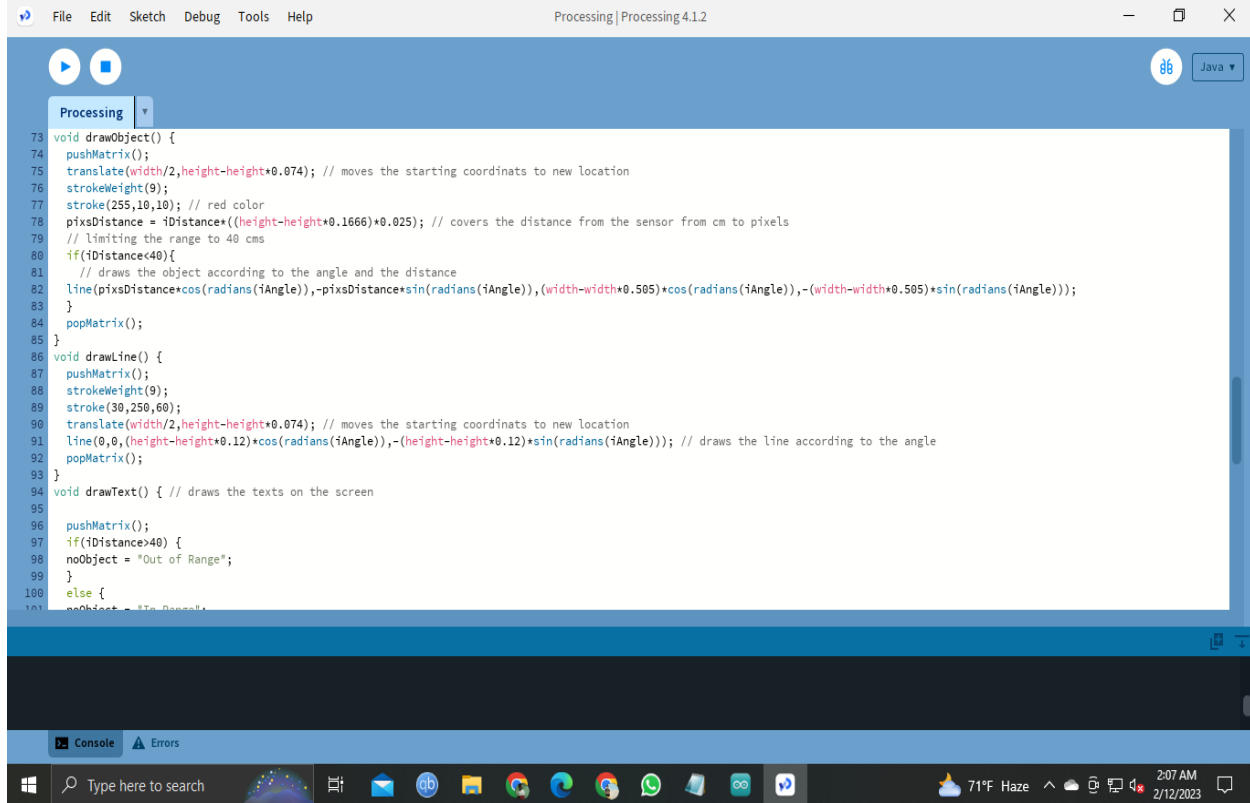 File Edit Sketch Debug Tools Help
Processing | Processing 4.1.2
Java
Processing
73 void drawObject() {
74 pushMatrix();
75 translate(width/2,height-height*0.074); // moves the starting coordinats to new location
76 strokeWeight(9);
77 stroke(255,10,10); // red color
78 pixsDistance = iDistance*((height-height*0.1666)*0.025); // covers the distance from the sensor from cm to pixels
79 // limiting the range to 40 cms
80 if(iDistance<40){
81 // draws the object according to the angle and the distance
82 line(pixsDistance*cos(radians(iAngle)),-pixsDistance*sin(radians(iAngle)),(width-width*0.505)*cos(radians(iAngle)),-(width-width*0.505)*sin(radians(iAngle)));
83 }
84 popMatrix();
85 }
86 void drawLine() {
87 pushMatrix();
88 strokeWeight(9);
89 stroke(30,250,60);
90 translate(width/2,height-height*0.074); // moves the starting coordinats to new location
91 line(0,0,(height-height*0.12)*cos(radians(iAngle)),-(height-height*0.12)*sin(radians(iAngle))); // draws the line according to the angle
92 popMatrix();
93 }
94 void drawText() { // draws the texts on the screen
95
96 pushMatrix();
97 if(iDistance>40) {
98 noObject = "Out of Range";
99 }
100 else {
101 noObject = "In Range";
Console Errors
Type here to search
qb
71°F Haze
2:07 AM
2/12/2023